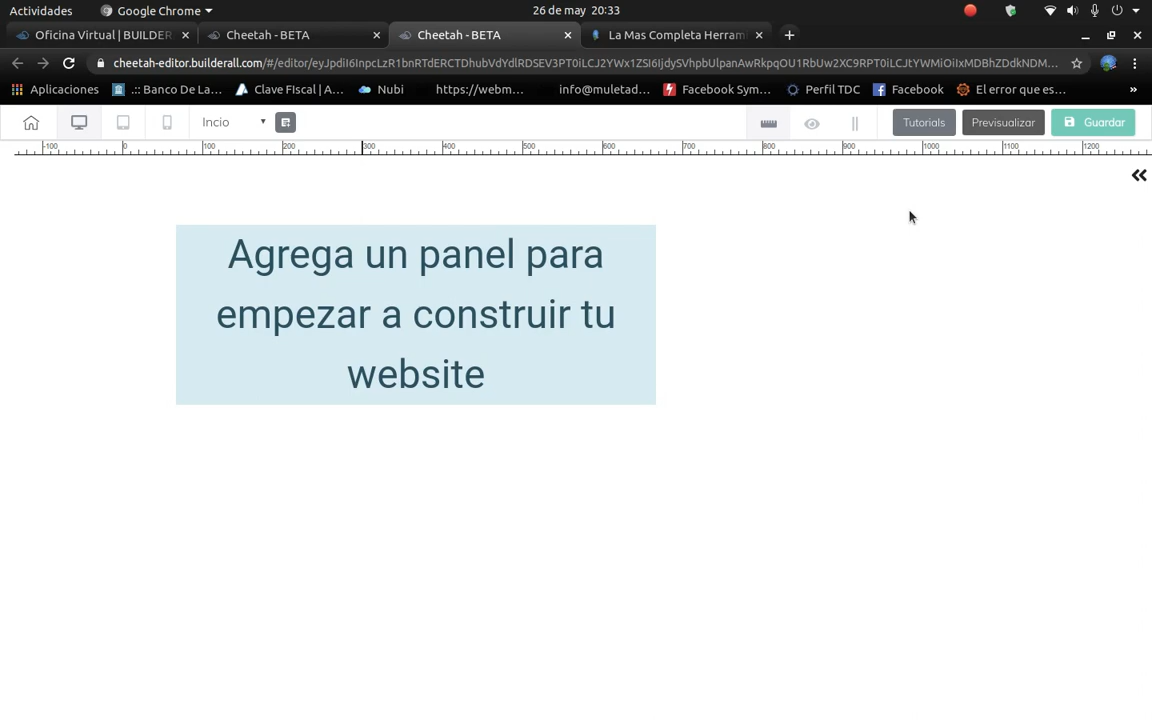 Actividades Google Chrome 26 de may 20:33
Oficina Virtual | BUILDER Cheetah - BETA Cheetah - BETA La Mas Completa Herrami
cheetah-editor.builderall.com/#/editor/
Aplicaciones .:: Banco De La... Clave FIscal | A... Nubi https://webm... info@muletad... Facebook Sym... Perfil TDC Facebook El error que es... »
Incio Tutorials Previsualizar Guardar
-100 0 100 200 300 400 500 600 700 800 900 1000 1100 1200
Agrega un panel para
empezar a construir tu
website